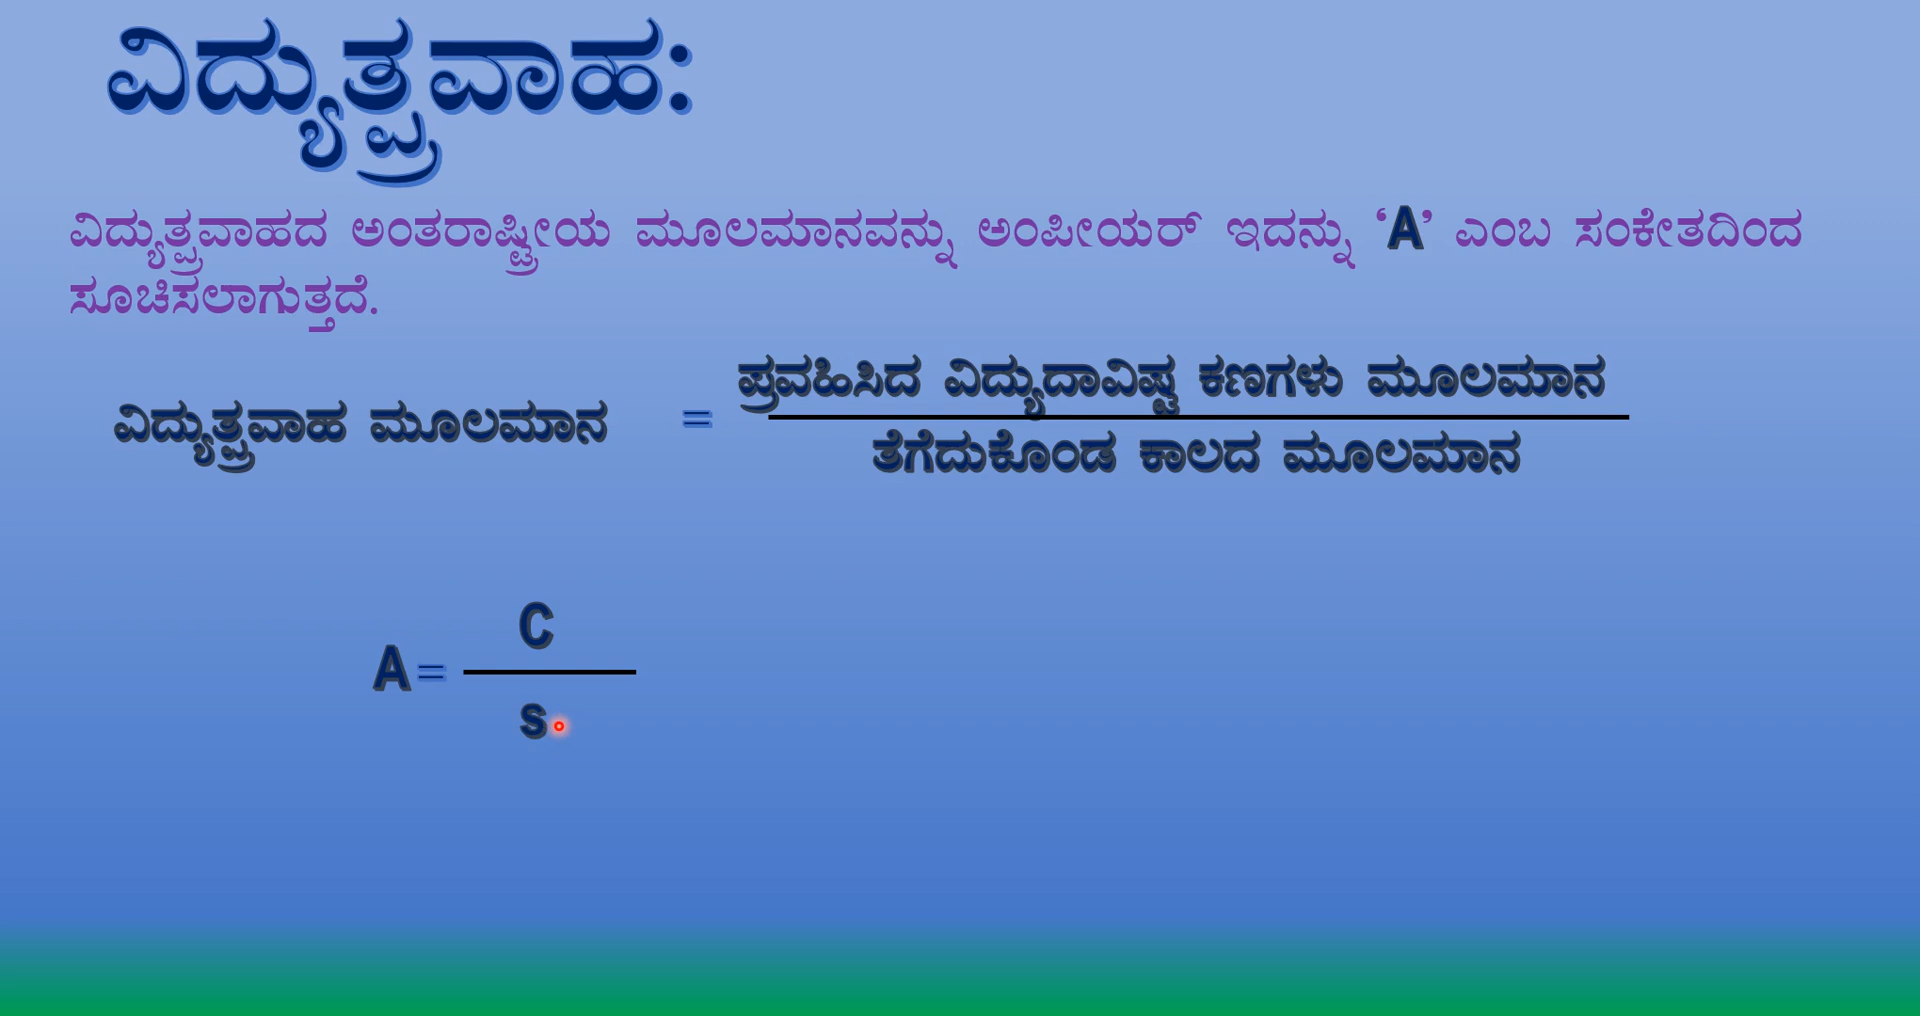 ವಿದ್ಯುತ್ಪ್ರವಾಹ:
ವಿದ್ಯುತ್ಪ್ರವಾಹದ ಅಂತರಾಷ್ಟ್ರೀಯ ಮೂಲಮಾನವನ್ನು ಅಂಪೀಯರ್ ಇದನ್ನು ‘A’ ಎಂಬ ಸಂಕೇತದಿಂದ
ಸೂಚಿಸಲಾಗುತ್ತದೆ.
ಪ್ರವಹಿಸಿದ ವಿದ್ಯುದಾವಿಷ್ಟ ಕಣಗಳು ಮೂಲಮಾನ
ವಿದ್ಯುತ್ಪ್ರವಾಹ ಮೂಲಮಾನ =
ತೆಗೆದುಕೊಂಡ ಕಾಲದ ಮೂಲಮಾನ
C
A=
s